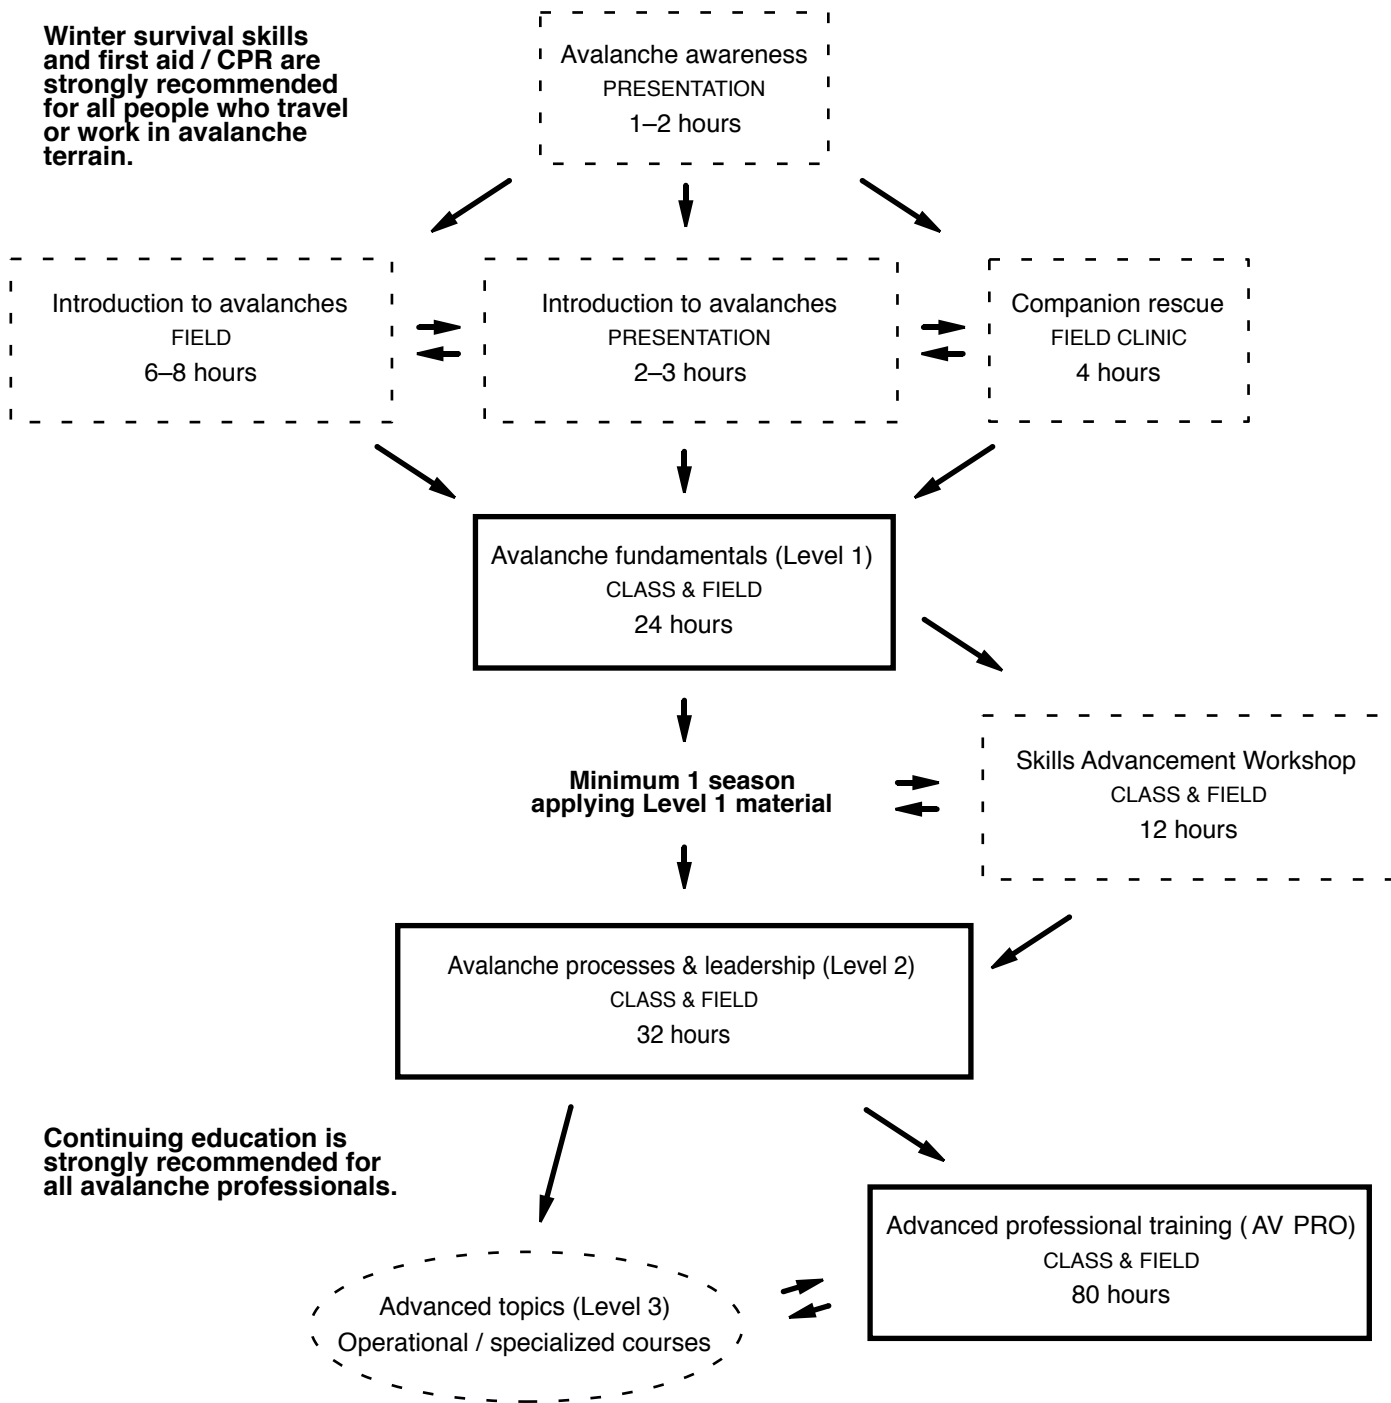 Winter survival skills
and first aid / CPR are
strongly recommended
for all people who travel
or work in avalanche
terrain.
Avalanche awareness
PRESENTATION
1–2 hours
Introduction to avalanches
FIELD
6–8 hours
Introduction to avalanches
PRESENTATION
2–3 hours
Companion rescue
FIELD CLINIC
4 hours
Avalanche fundamentals (Level 1)
CLASS & FIELD
24 hours
Minimum 1 season
applying Level 1 material
Skills Advancement Workshop
CLASS & FIELD
12 hours
Avalanche processes & leadership (Level 2)
CLASS & FIELD
32 hours
Continuing education is
strongly recommended for
all avalanche professionals.
Advanced professional training (AV PRO)
CLASS & FIELD
80 hours
Advanced topics (Level 3)
Operational / specialized courses